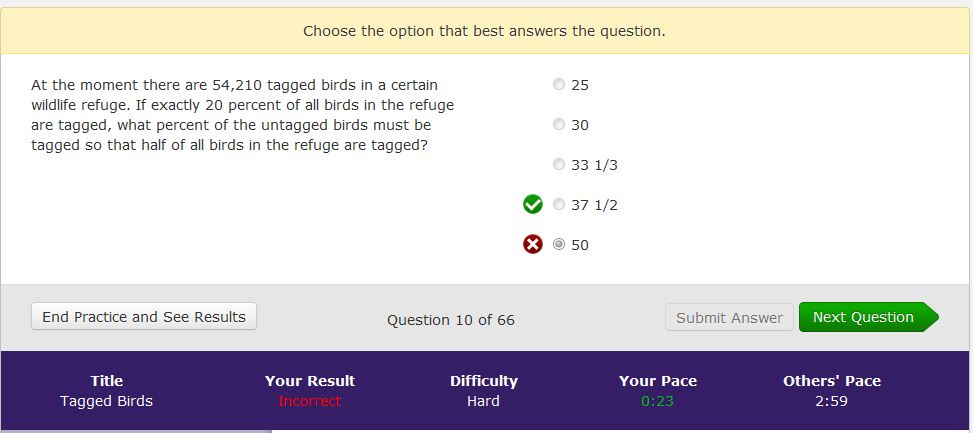 Choose the option that best answers the question.
At the moment there are 54,210 tagged birds in a certain
wildlife refuge. If exactly 20 percent of all birds in the refuge
are tagged, what percent of the untagged birds must be
tagged so that half of all birds in the refuge are tagged?
25
30
33 1/3
37 1/2
50
End Practice and See Results
Question 10 of 66
Submit Answer
Next Question
Title
Tagged Birds
Your Result
Incorrect
Difficulty
Hard
Your Pace
0:23
Others' Pace
2:59